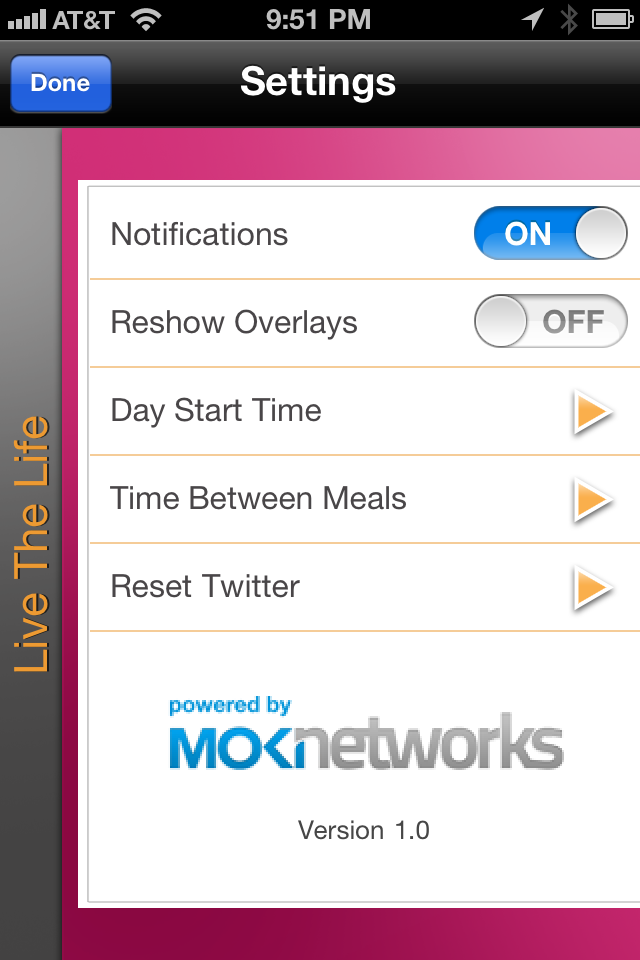 AT&T 9:51 PM
Done Settings
Live The Life
Notifications ON
Reshow Overlays OFF
Day Start Time
Time Between Meals
Reset Twitter
powered by
MOKnetworks
Version 1.0